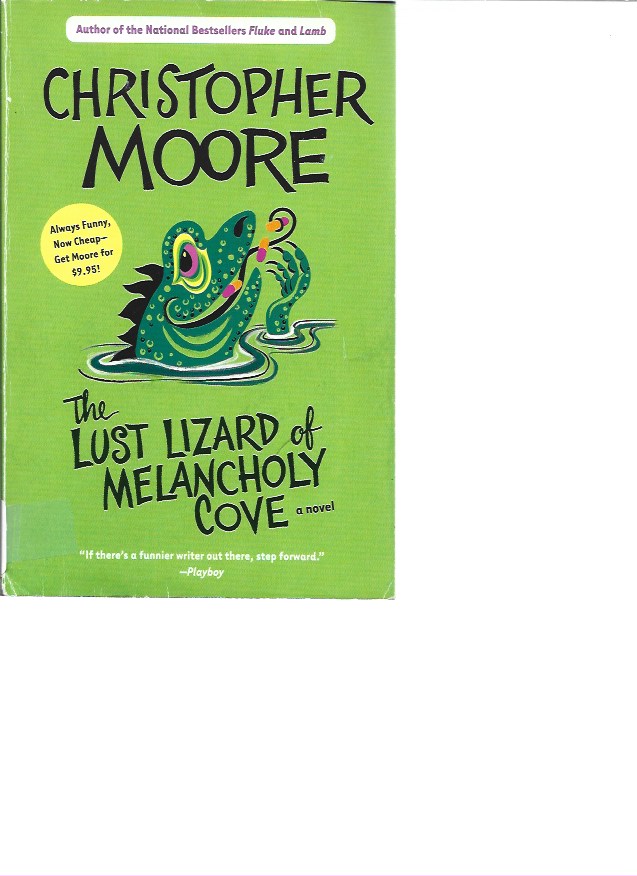 Author of the National Bestsellers Fluke and Lamb
CHRISTOPHER
MOORE
Always Funny,
Now Cheap—
Get Moore for
$9.95!
The
LUST LIZARD of
MELANCHOLY
COVE a novel
“If there’s a funnier writer out there, step forward.”
—Playboy